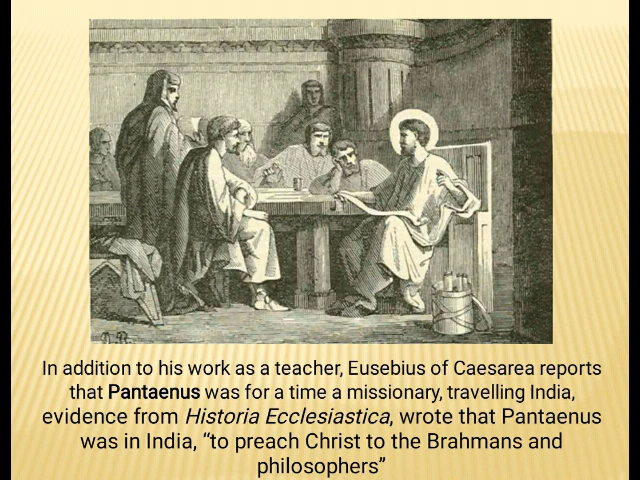 In addition to his work as a teacher, Eusebius of Caesarea reports
that Pantaenus was for a time a missionary, travelling India,
evidence from Historia Ecclesiastica, wrote that Pantaenus
was in India, “to preach Christ to the Brahmans and
philosophers”